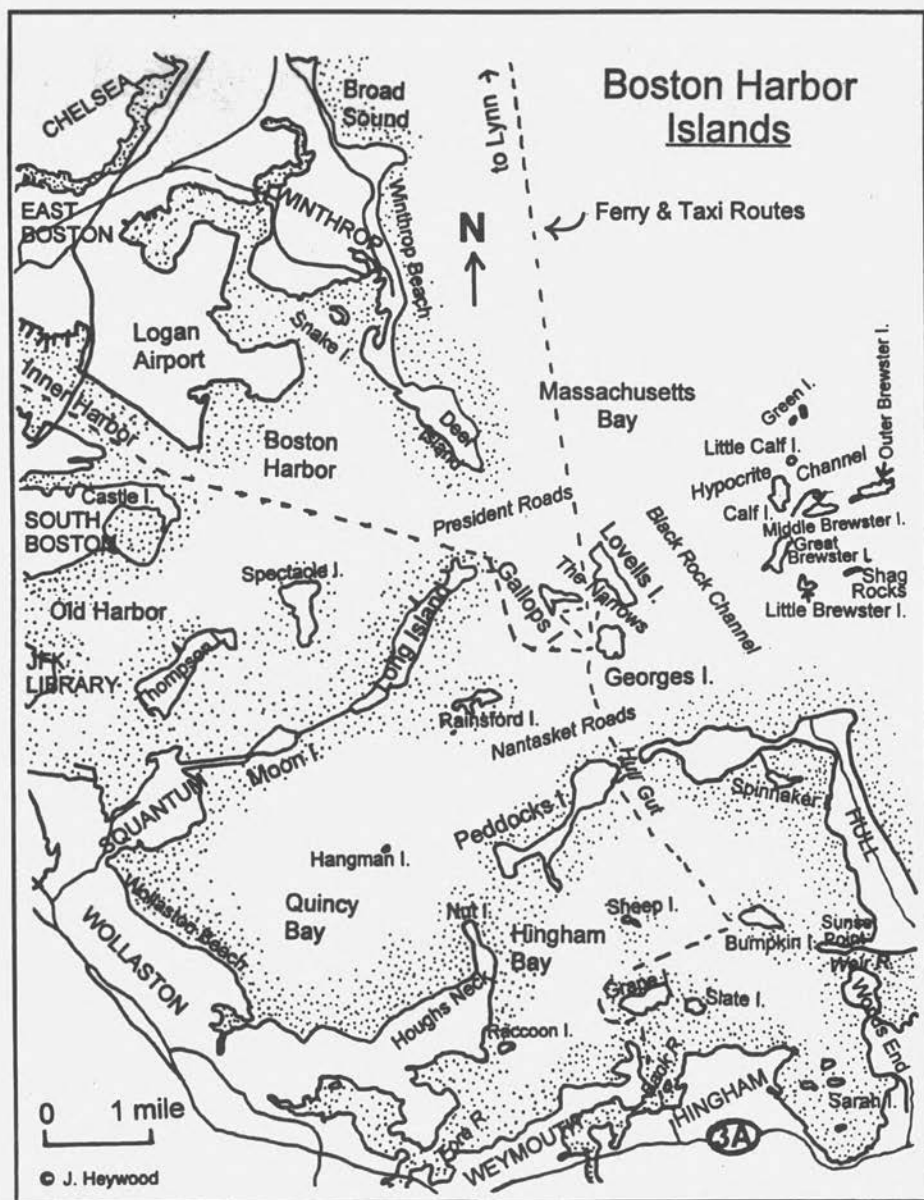 Boston Harbor
Islands
CHELSEA
Broad
Sound
to Lynn
EAST
BOSTON
WINTHROP
Winthrop Beach
N
Ferry & Taxi Routes
Logan
Airport
Snake I.
Inner Harbor
Boston
Harbor
Deer
Island
Massachusetts
Bay
Green I.
Outer Brewster I.
Little Calf I.
Hypocrite
Channel
Calf I.
Middle Brewster I.
Great
Brewster I.
Shag
Rocks
Little Brewster I.
Castle I.
SOUTH
BOSTON
President Roads
Black Rock Channel
Lovells I.
The Narrows
Gallops I.
Georges I.
Spectacle I.
Old Harbor
Long Island
JFK
LIBRARY
Thompson
Rainsford I.
Nantasket Roads
Moon I.
SQUANTUM
Hull Gut
Peddocks I.
Spinnaker I.
HULL
Hangman I.
Quincy
Bay
Wollaston Beach
WOLLASTON
Nut I.
Hingham
Bay
Sheep I.
Bumpkin I.
Sunset
Point
Weir R.
Houghs Neck
Grape I.
Slate I.
Worlds End
Raccoon I.
Sarah I.
Back R.
Fore R.
WEYMOUTH
HINGHAM
3A
0 1 mile
© J. Heywood